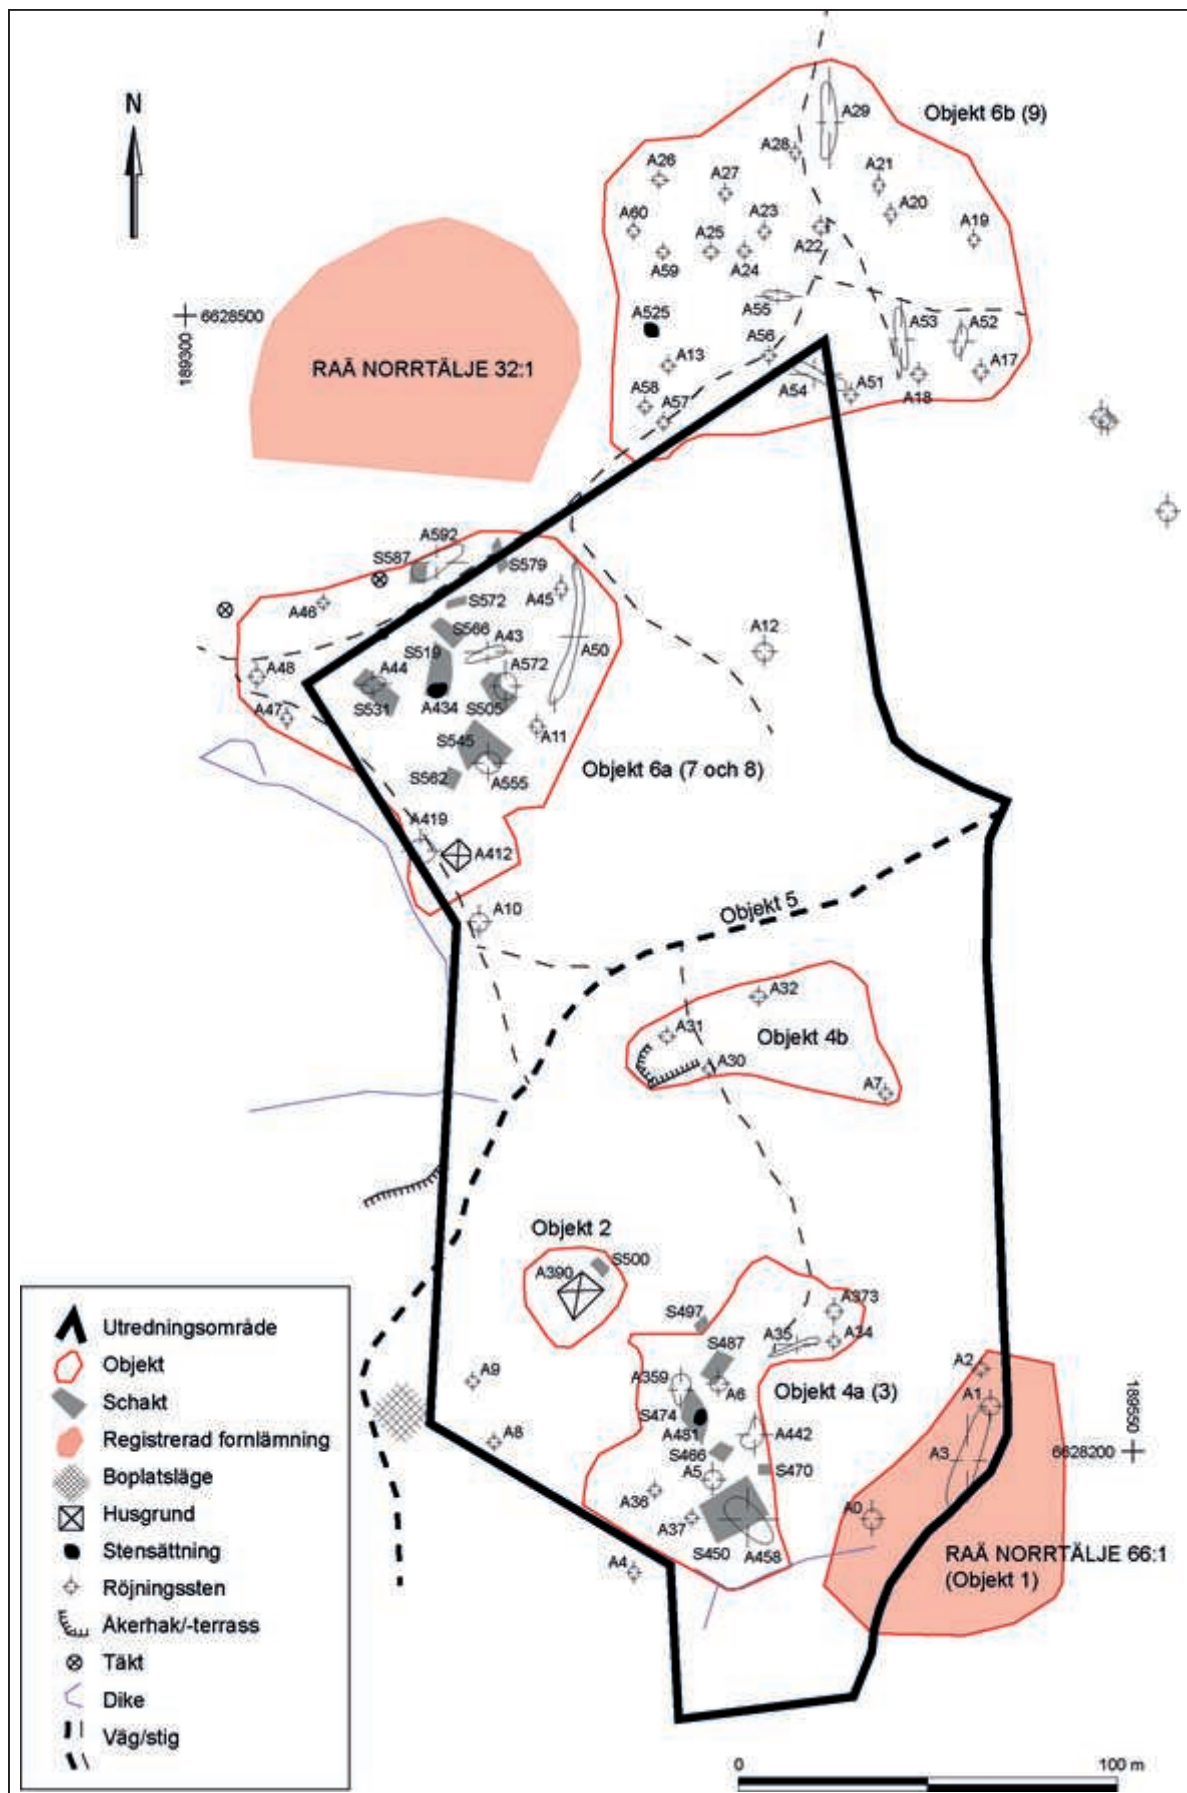 N
Objekt 6b (9)
A29
A28
A26
A27
A21
A20
A60
A23
A25
A22
A19
A59
A24
A55
A525
A53
A52
A56
A13
A17
A58
A57
A54
A51
A18
6628500
189300
RAÄ NORRTÄLJE 32:1
A592
S587
S579
A46
S572
A45
S566
A43
S519
A50
A12
A48
A44
A572
A47
S531
A434
S505
A11
S545
Objekt 6a (7 och 8)
S562
A555
A419
A412
A10
Objekt 5
A32
A31
Objekt 4b
A30
A7
Objekt 2
S500
A390
S497
A373
A35
A34
S487
A9
A359
A6
Objekt 4a (3)
A2
A1
S474
A481
A442
A3
A8
S466
A5
S470
189550
6628200
A36
A37
A0
S450
A458
A4
RAÄ NORRTÄLJE 66:1
(Objekt 1)
Utredningsområde
Objekt
Schakt
Registrerad fornlämning
Boplatsläge
Husgrund
Stensättning
Röjningssten
Åkerhak/-terrass
Täkt
Dike
Väg/stig
0 100 m